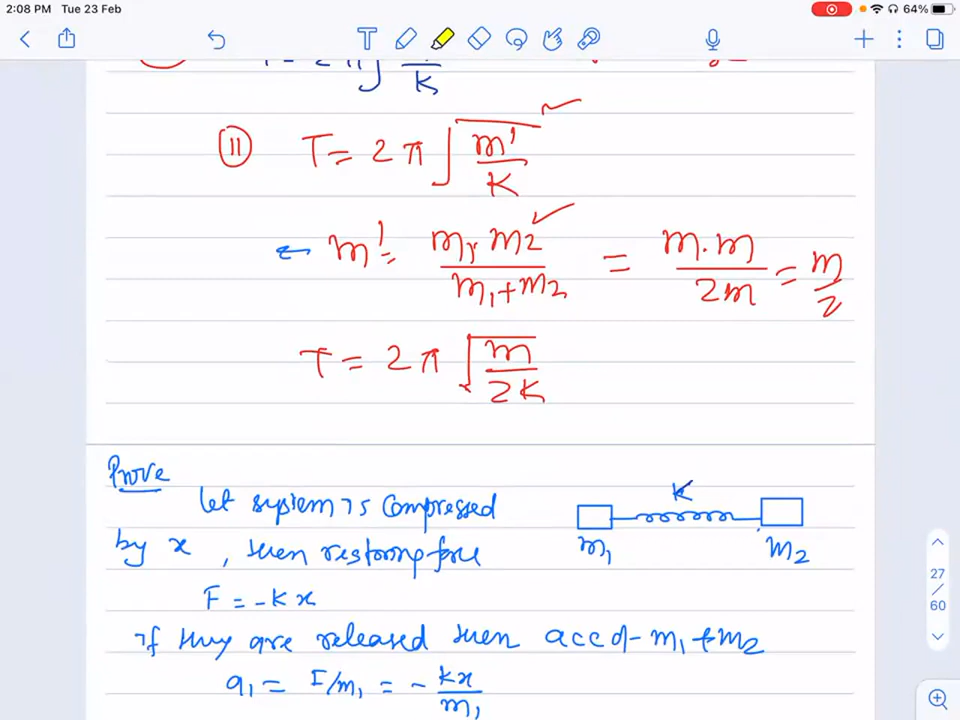 2:08 PM Tue 23 Feb
64%
K
(11) T = 2π√(m'/K)
m' = m1, m2/(m1+m2) = m.m/2m = m/2
T = 2π√(m/2K)
Prove
let system is compressed
by x, then restoring force
F = -kx
K
m1 m2
if they are released then acc of m1 + m2
a1 = F/m1 = - kx/m1
27
/
60